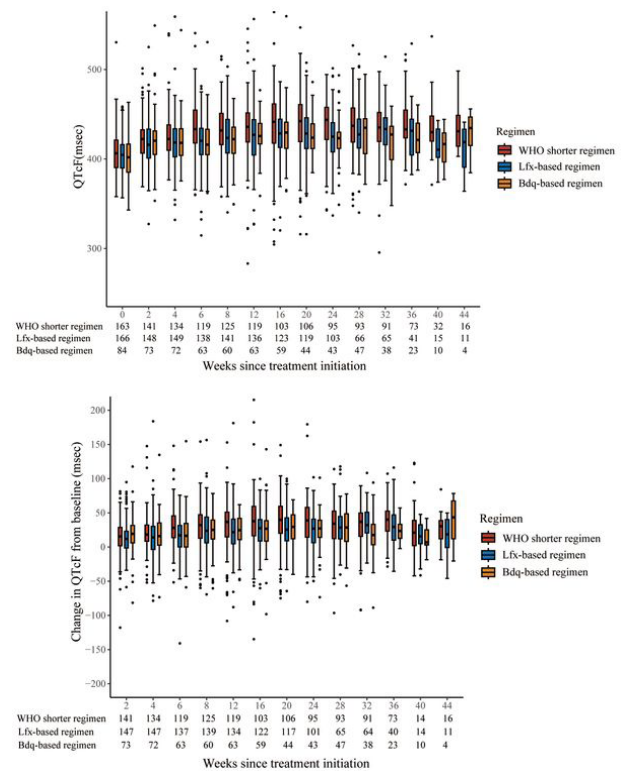 QTcF(msec)
500
400
300
Regimen
WHO shorter regimen
Lfx-based regimen
Bdq-based regimen
0 2 4 6 8 12 16 20 24 28 32 36 40 44
WHO shorter regimen 163 141 134 119 125 119 103 106 95 93 91 73 32 16
Lfx-based regimen 166 148 149 138 141 136 123 119 103 66 65 41 15 11
Bdq-based regimen 84 73 72 63 60 63 59 44 43 47 38 23 10 4
Weeks since treatment initiation
Change in QTcF from baseline (msec)
200
150
100
50
0
−50
−100
−150
−200
Regimen
WHO shorter regimen
Lfx-based regimen
Bdq-based regimen
2 4 6 8 12 16 20 24 28 32 36 40 44
WHO shorter regimen 141 134 119 125 119 103 106 95 93 91 73 14 16
Lfx-based regimen 147 147 137 139 134 122 117 101 65 64 40 14 11
Bdq-based regimen 73 72 63 60 63 59 44 43 47 38 23 10 4
Weeks since treatment initiation